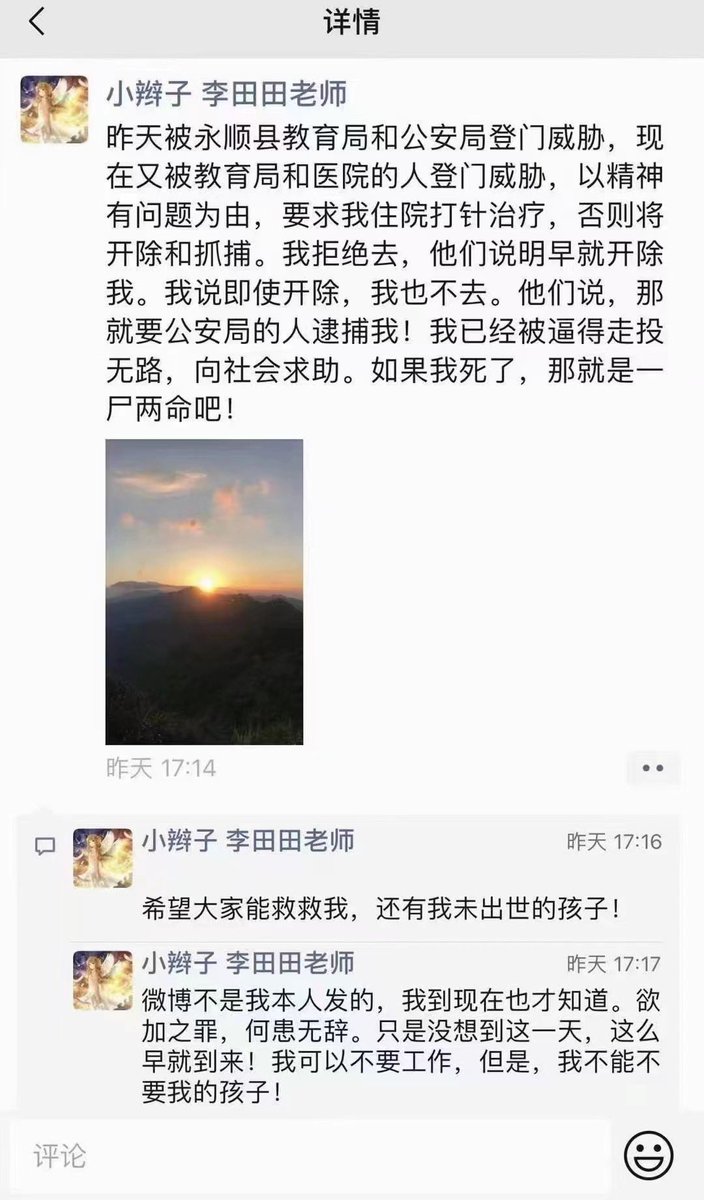 详情
小辫子 李田田老师
昨天被永顺县教育局和公安局登门威胁，现
在又被教育局和医院的人登门威胁，以精神
有问题为由，要求我住院打针治疗，否则将
开除和抓捕。我拒绝去，他们说明早就开除
我。我说即使开除，我也不去。他们说，那
就要公安局的人逮捕我！我已经被逼得走投
无路，向社会求助。如果我死了，那就是一
尸两命吧！
昨天 17:14
小辫子 李田田老师 昨天 17:16
希望大家能救救我，还有我未出世的孩子！
小辫子 李田田老师 昨天 17:17
微博不是我本人发的，我到现在也才知道。欲
加之罪，何患无辞。只是没想到这一天，这么
早就到来！我可以不要工作，但是，我不能不
要我的孩子！
评论